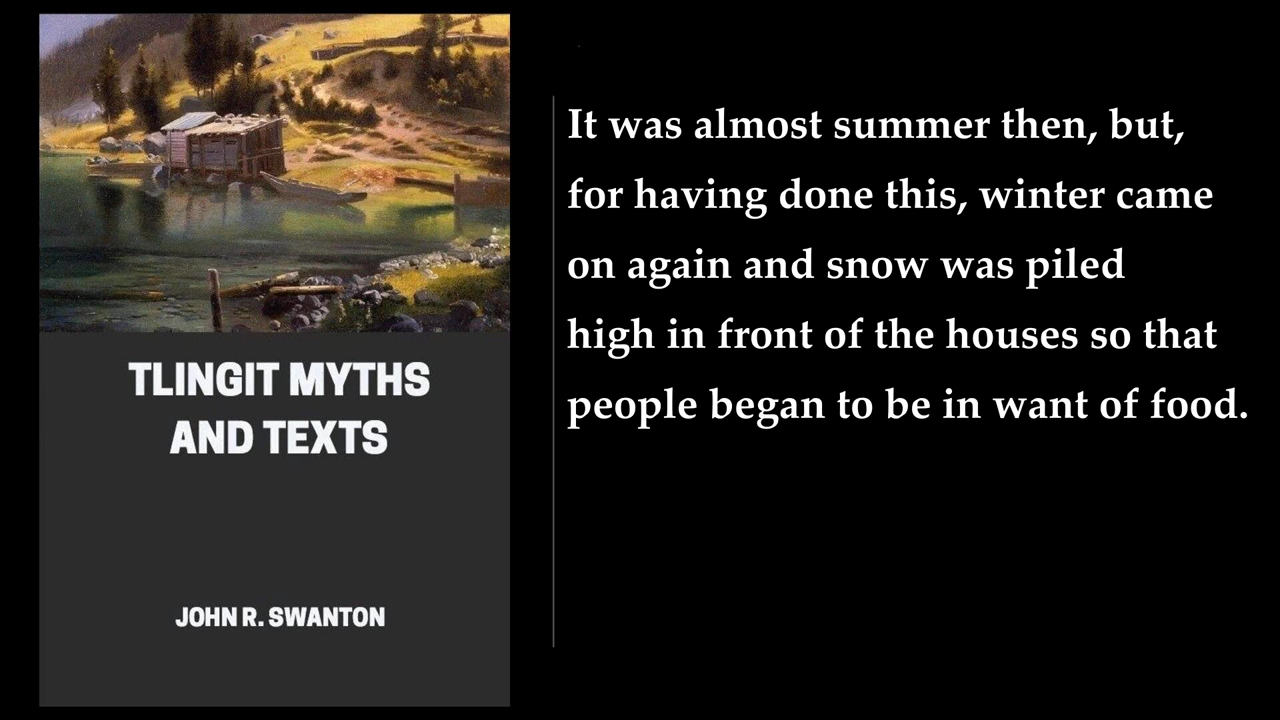 TLINGIT MYTHS
AND TEXTS
JOHN R. SWANTON
It was almost summer then, but,
for having done this, winter came
on again and snow was piled
high in front of the houses so that
people began to be in want of food.